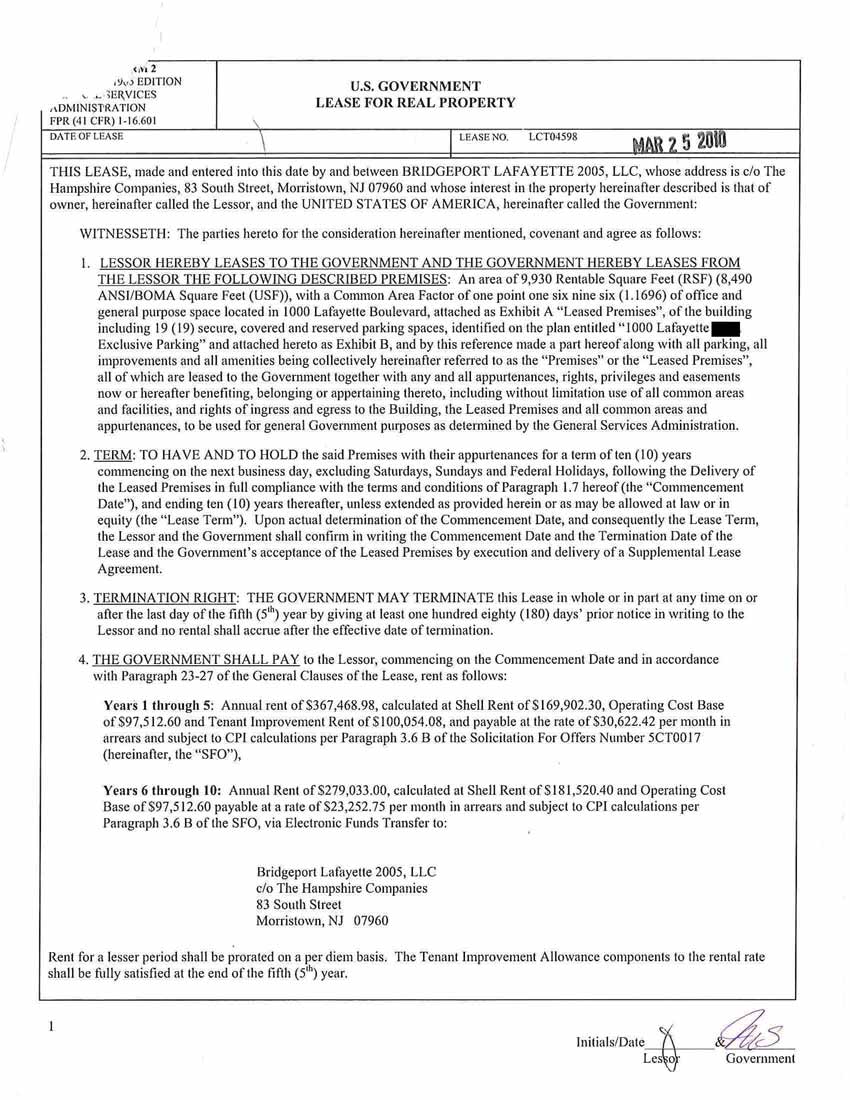 2
EDITION
SERVICES
ADMINISTRATION
FPR (41 CFR) 1-16.601
U.S. GOVERNMENT
LEASE FOR REAL PROPERTY
DATE OF LEASE
LEASE NO. LCT04598
MAR 25 2010
THIS LEASE, made and entered into this date by and between BRIDGEPORT LAFAYETTE 2005, LLC, whose address is c/o The
Hampshire Companies, 83 South Street, Morristown, NJ 07960 and whose interest in the property hereinafter described is that of
owner, hereinafter called the Lessor, and the UNITED STATES OF AMERICA, hereinafter called the Government:
WITNESSETH: The parties hereto for the consideration hereinafter mentioned, covenant and agree as follows:
1. LESSOR HEREBY LEASES TO THE GOVERNMENT AND THE GOVERNMENT HEREBY LEASES FROM
THE LESSOR THE FOLLOWING DESCRIBED PREMISES: An area of 9,930 Rentable Square Feet (RSF) (8,490
ANSI/BOMA Square Feet (USF)), with a Common Area Factor of one point one six nine six (1.1696) of office and
general purpose space located in 1000 Lafayette Boulevard, attached as Exhibit A “Leased Premises”, of the building
including 19 (19) secure, covered and reserved parking spaces, identified on the plan entitled “1000 Lafayette
Exclusive Parking” and attached hereto as Exhibit B, and by this reference made a part hereof along with all parking, all
improvements and all amenities being collectively hereinafter referred to as the “Premises” or the “Leased Premises”,
all of which are leased to the Government together with any and all appurtenances, rights, privileges and easements
now or hereafter benefiting, belonging or appertaining thereto, including without limitation use of all common areas
and facilities, and rights of ingress and egress to the Building, the Leased Premises and all common areas and
appurtenances, to be used for general Government purposes as determined by the General Services Administration.
2. TERM: TO HAVE AND TO HOLD the said Premises with their appurtenances for a term of ten (10) years
commencing on the next business day, excluding Saturdays, Sundays and Federal Holidays, following the Delivery of
the Leased Premises in full compliance with the terms and conditions of Paragraph 1.7 hereof (the “Commencement
Date”), and ending ten (10) years thereafter, unless extended as provided herein or as may be allowed at law or in
equity (the “Lease Term”). Upon actual determination of the Commencement Date, and consequently the Lease Term,
the Lessor and the Government shall confirm in writing the Commencement Date and the Termination Date of the
Lease and the Government’s acceptance of the Leased Premises by execution and delivery of a Supplemental Lease
Agreement.
3. TERMINATION RIGHT: THE GOVERNMENT MAY TERMINATE this Lease in whole or in part at any time on or
after the last day of the fifth (5th) year by giving at least one hundred eighty (180) days’ prior notice in writing to the
Lessor and no rental shall accrue after the effective date of termination.
4. THE GOVERNMENT SHALL PAY to the Lessor, commencing on the Commencement Date and in accordance
with Paragraph 23-27 of the General Clauses of the Lease, rent as follows:
Years 1 through 5: Annual rent of $367,468.98, calculated at Shell Rent of $169,902.30, Operating Cost Base
of $97,512.60 and Tenant Improvement Rent of $100,054.08, and payable at the rate of $30,622.42 per month in
arrears and subject to CPI calculations per Paragraph 3.6 B of the Solicitation For Offers Number 5CT0017
(hereinafter, the “SFO”),
Years 6 through 10: Annual Rent of $279,033.00, calculated at Shell Rent of $181,520.40 and Operating Cost
Base of $97,512.60 payable at a rate of $23,252.75 per month in arrears and subject to CPI calculations per
Paragraph 3.6 B of the SFO, via Electronic Funds Transfer to:
Bridgeport Lafayette 2005, LLC
c/o The Hampshire Companies
83 South Street
Morristown, NJ 07960
Rent for a lesser period shall be prorated on a per diem basis. The Tenant Improvement Allowance components to the rental rate
shall be fully satisfied at the end of the fifth (5th) year.
1
Initials/Date &
Lessor Government